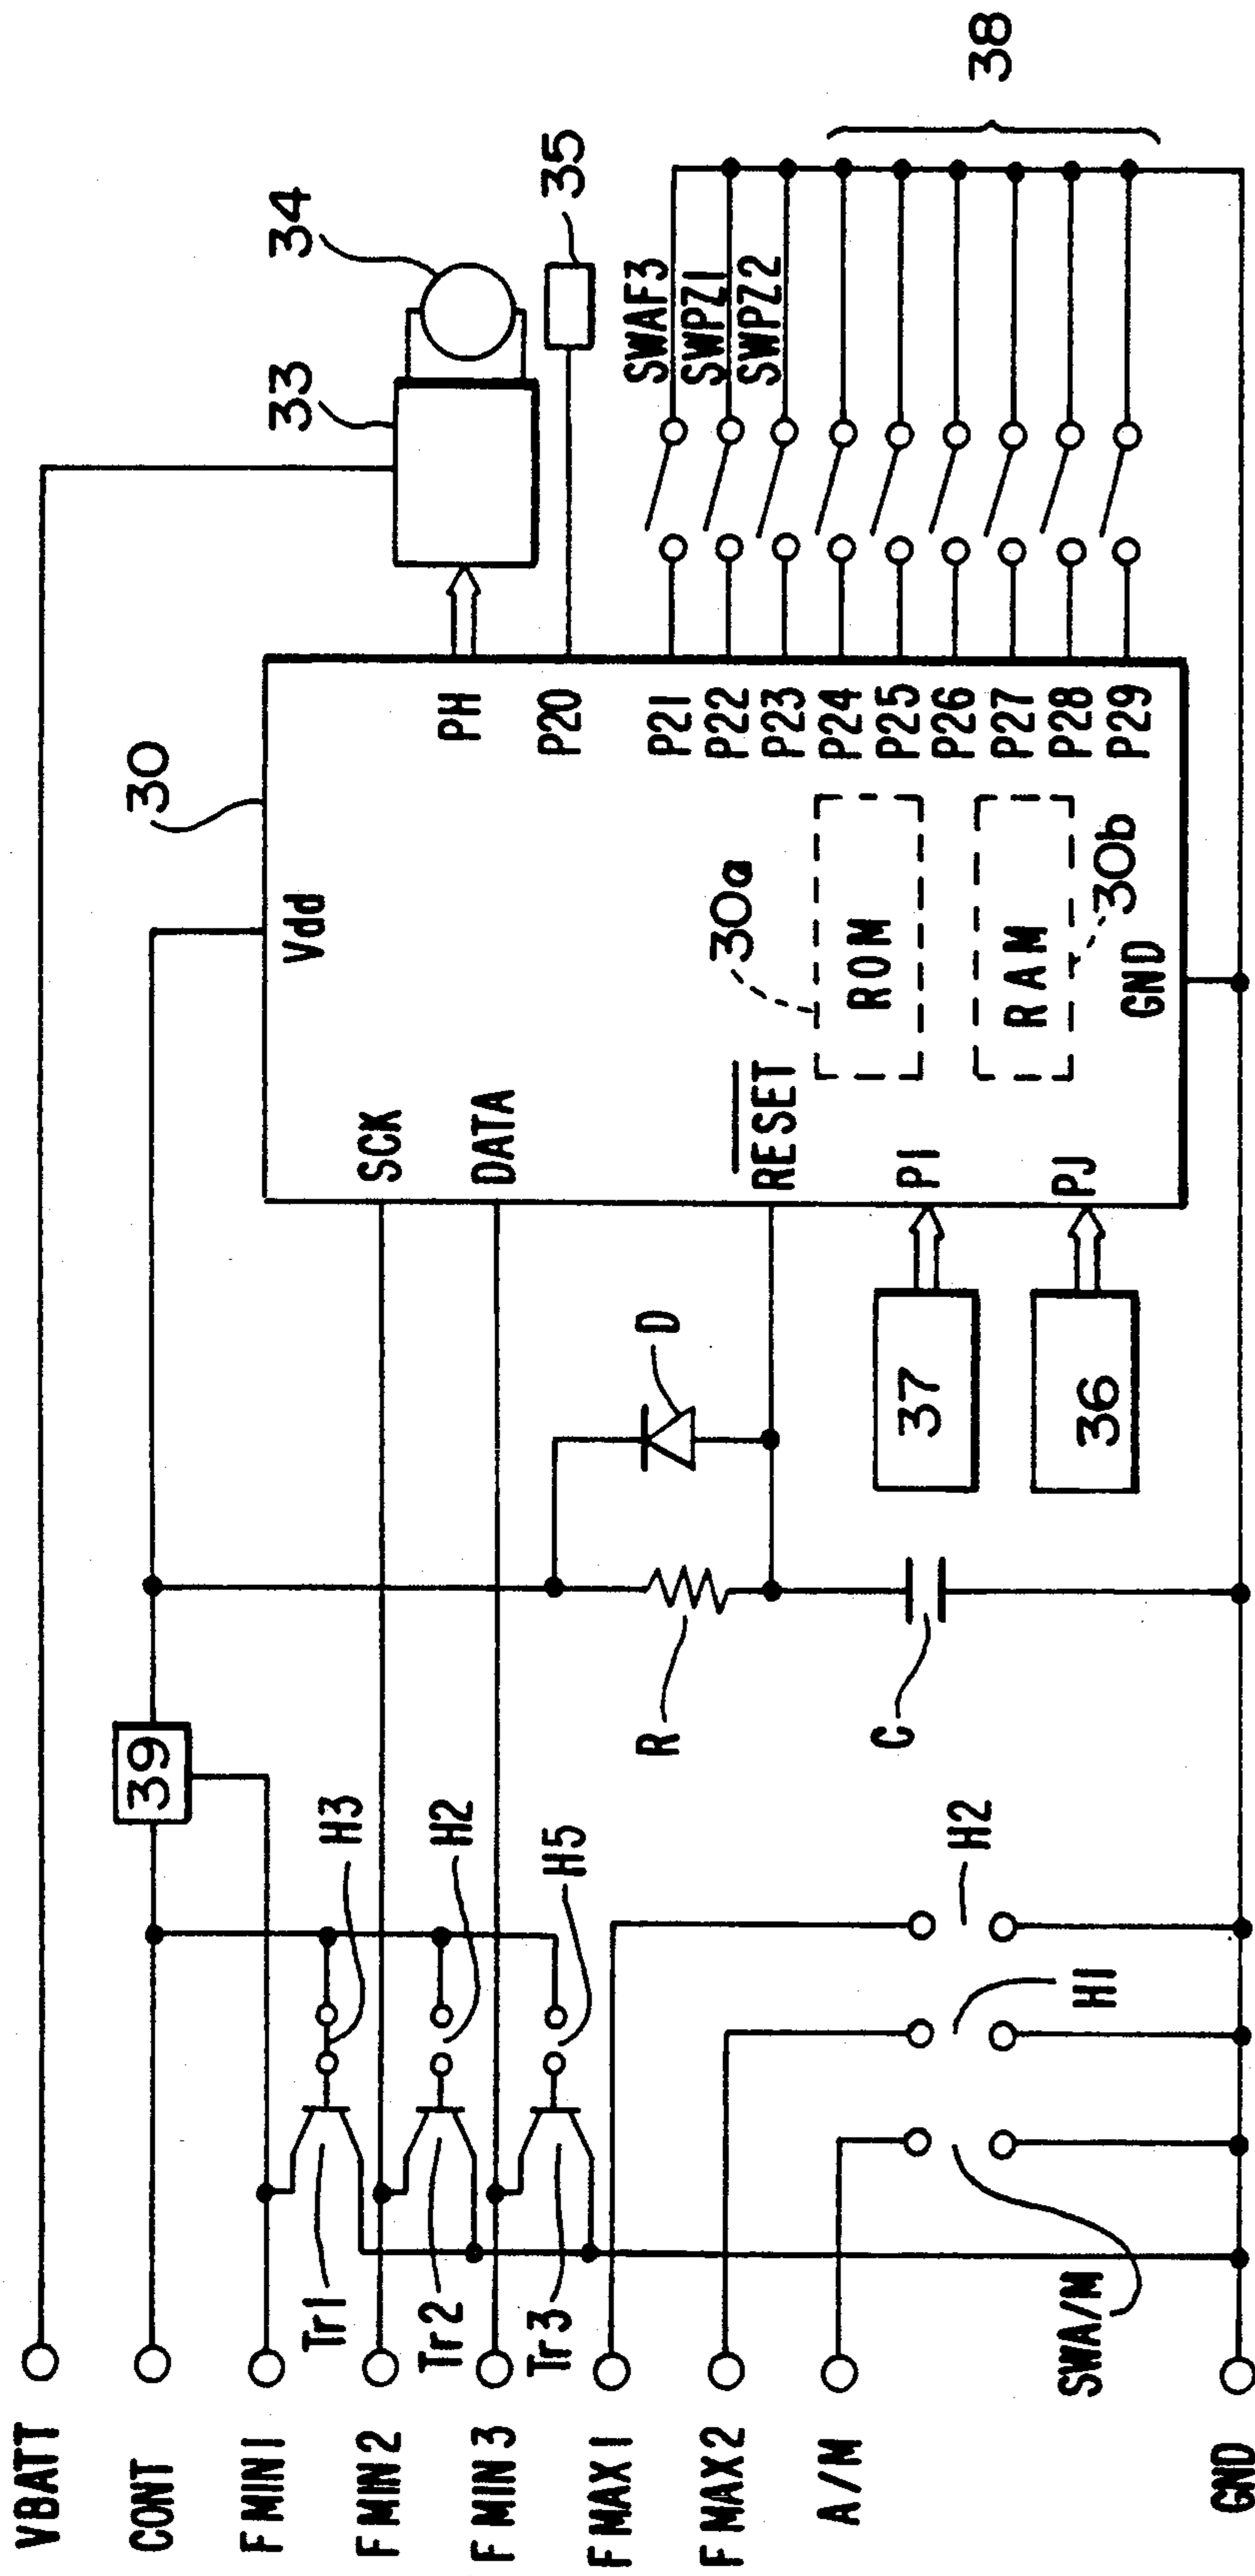 VBATT
CONT
FMIN1
FMIN2
FMIN3
FMAX1
FMAX2
A/M
GND
Tr1
Tr2
Tr3
SWA/M
H3
H2
H5
H1
H2
39
R
C
D
37
36
30
Vdd
SCK
DATA
RESET
PI
PJ
GND
ROM
30a
RAM
30b
PH
P20
P21
P22
P23
P24
P25
P26
P27
P28
P29
33
34
35
SWAF3
SWPZ1
SWPZ2
38